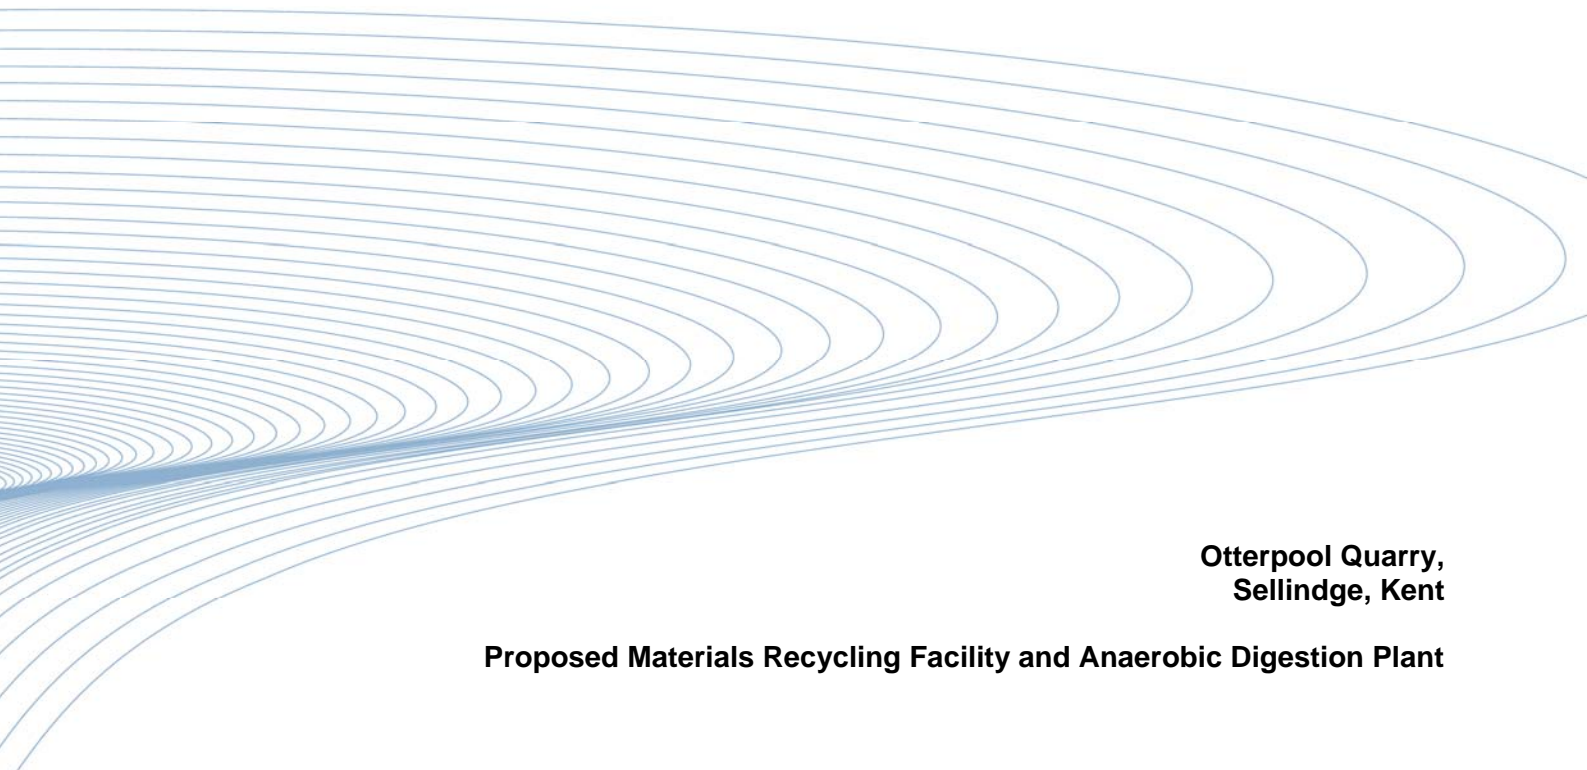 Otterpool Quarry,
Sellindge, Kent
Proposed Materials Recycling Facility and Anaerobic Digestion Plant